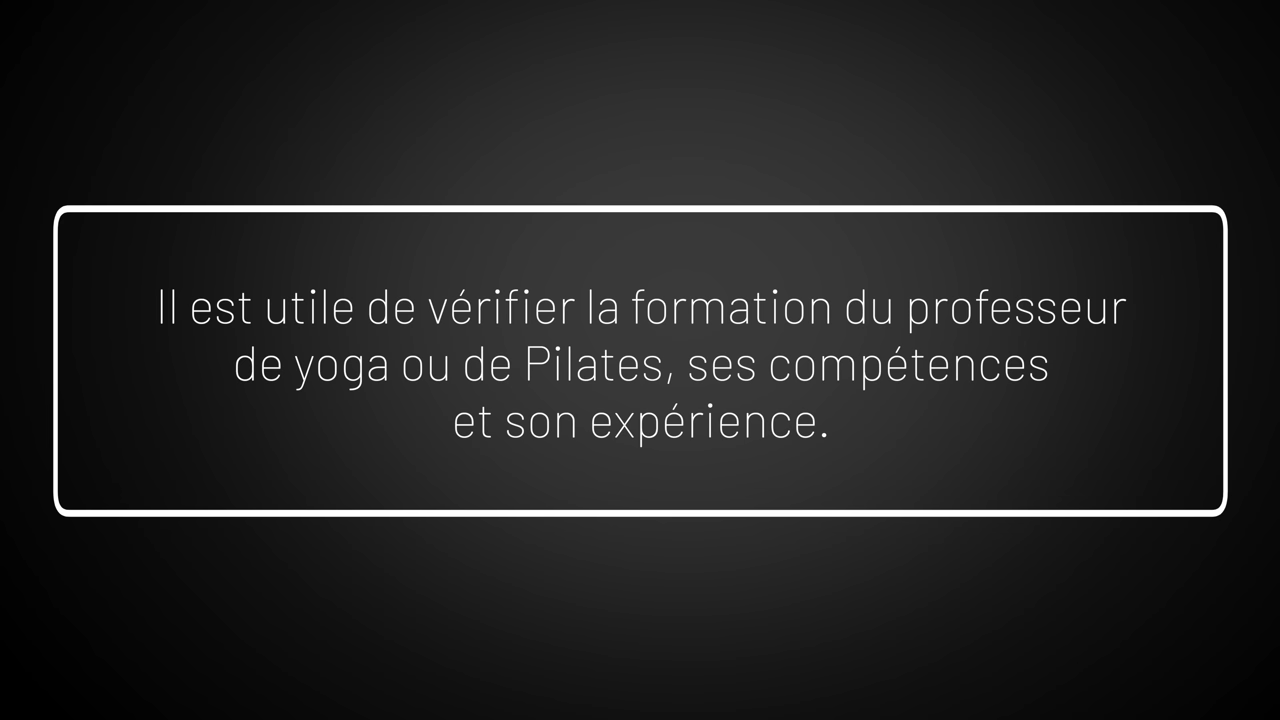 Il est utile de vérifier la formation du professeur
de yoga ou de Pilates, ses compétences
et son expérience.